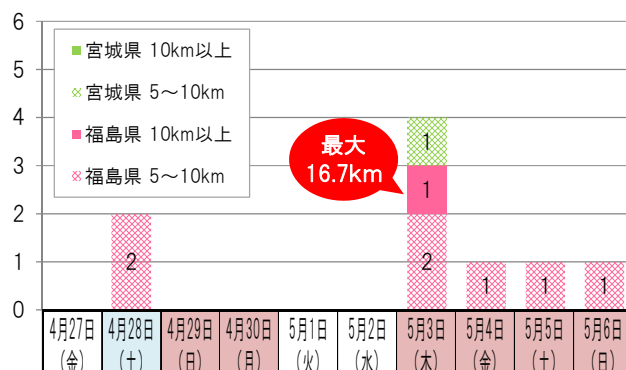 6
5
4
3
2
1
0
宮城県 10km以上
宮城県 5～10km
福島県 10km以上
福島県 5～10km
最大
16.7km
2
1
1
2
1
1
1
4月27日 4月28日 4月29日 4月30日 5月1日 5月2日 5月3日 5月4日 5月5日 5月6日
(金) (土) (日) (月) (火) (水) (木) (金) (土) (日)